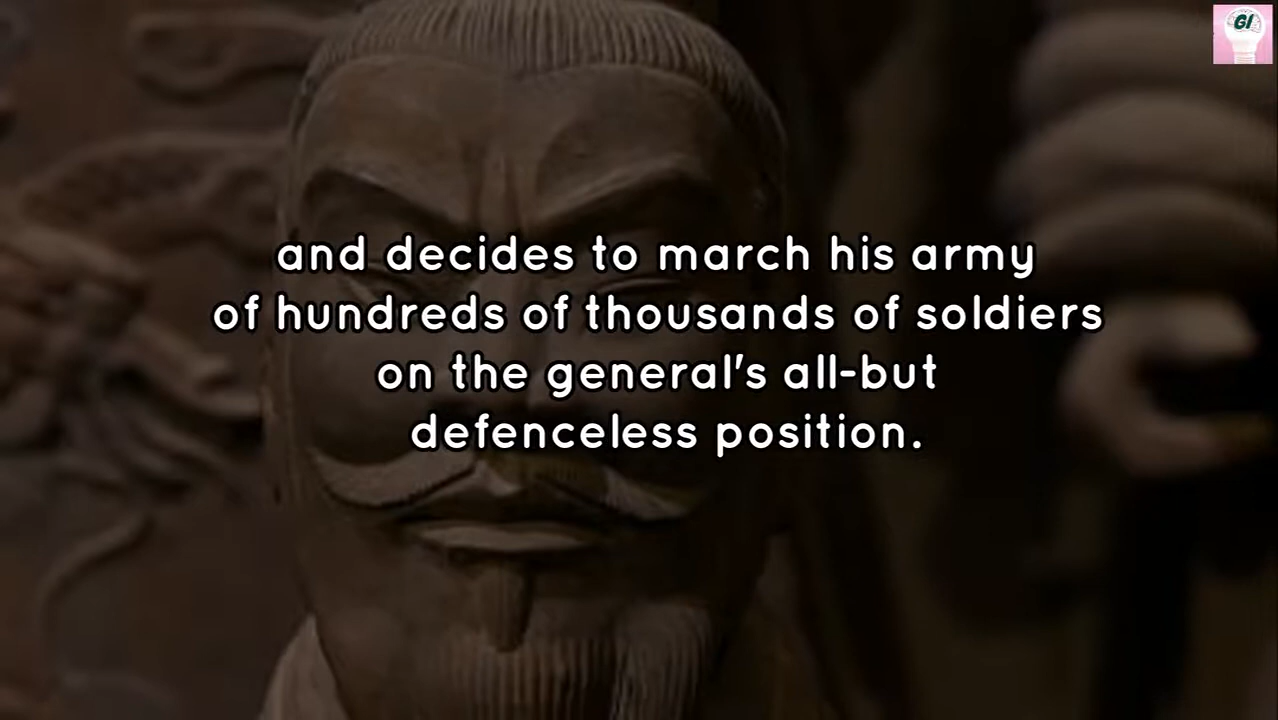 GI
and decides to march his army
of hundreds of thousands of soldiers
on the general's all-but
defenceless position.